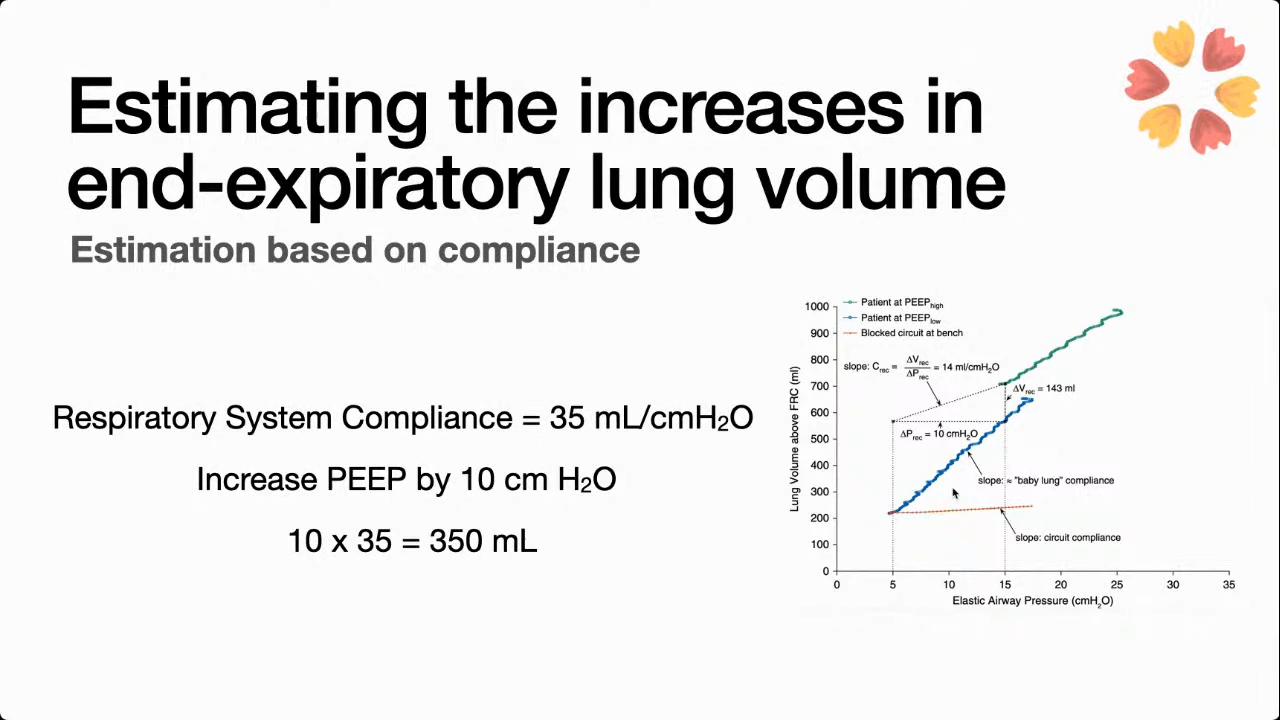 Estimating the increases in
end-expiratory lung volume
Estimation based on compliance
Respiratory System Compliance = 35 mL/cmH₂O
Increase PEEP by 10 cm H₂O
10 x 35 = 350 mL
Patient at PEEPhigh
Patient at PEEPlow
Blocked circuit at bench
slope: Crec = ΔVrec / ΔPrec = 14 ml/cmH₂O
ΔVrec = 143 ml
ΔPrec = 10 cmH₂O
slope: ≈ "baby lung" compliance
slope: circuit compliance
Lung Volume above FRC (ml)
1000
900
800
700
600
500
400
300
200
100
0
0 5 10 15 20 25 30 35
Elastic Airway Pressure (cmH₂O)